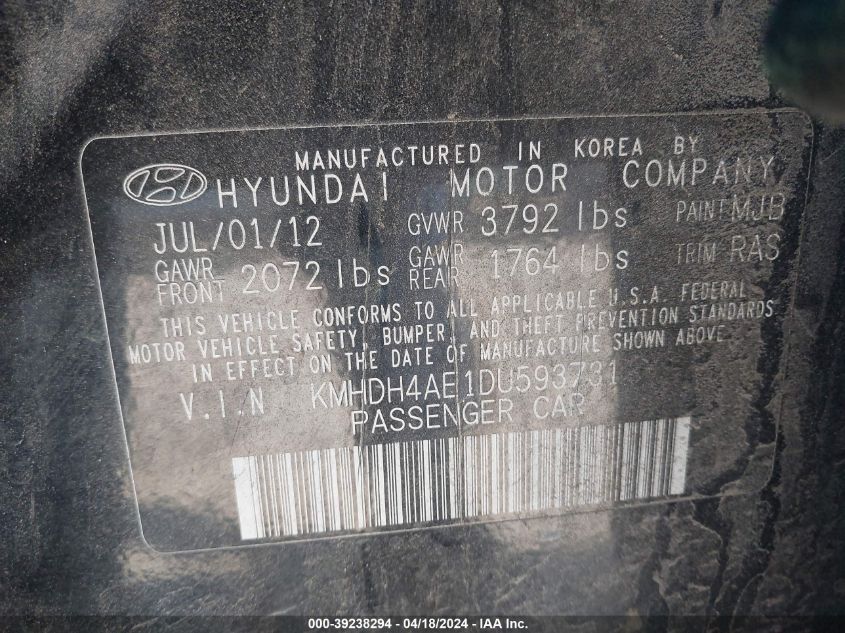 MANUFACTURED IN KOREA BY
HYUNDAI MOTOR COMPANY
JUL/01/12 GVWR 3792 lbs PAINT MJB
GAWR FRONT 2072 lbs GAWR REAR 1764 lbs TRIM RAS
THIS VEHICLE CONFORMS TO ALL APPLICABLE U.S.A. FEDERAL
MOTOR VEHICLE SAFETY, BUMPER, AND THEFT PREVENTION STANDARDS
IN EFFECT ON THE DATE OF MANUFACTURE SHOWN ABOVE
V.I.N KMHDH4AE1DU593731
PASSENGER CAR
000-39238294 - 04/18/2024 - IAA Inc.